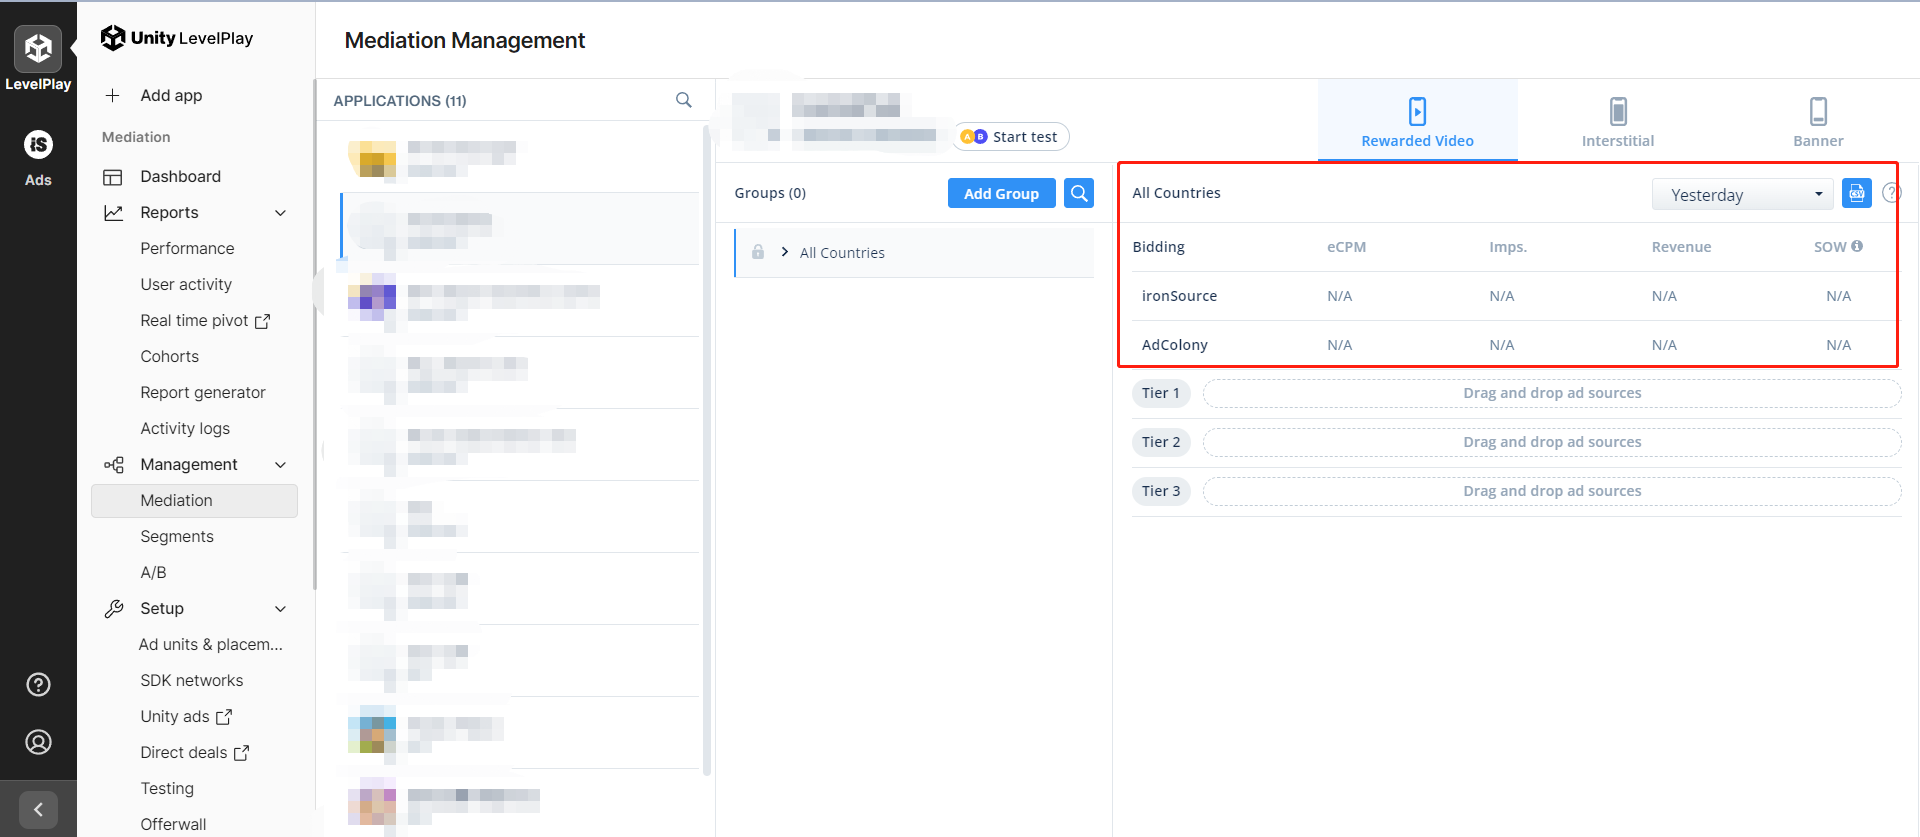 LevelPlay
iS
Ads
Unity LevelPlay
Add app
Mediation
Dashboard
Reports
Performance
User activity
Real time pivot
Cohorts
Report generator
Activity logs
Management
Mediation
Segments
A/B
Setup
Ad units & placem...
SDK networks
Unity ads
Direct deals
Testing
Offerwall
Mediation Management
APPLICATIONS (11)
A B Start test
Rewarded Video
Interstitial
Banner
Groups (0)
Add Group
All Countries
All Countries
Yesterday
CSV
?
Bidding eCPM Imps. Revenue SOW
ironSource N/A N/A N/A N/A
AdColony N/A N/A N/A N/A
Tier 1 Drag and drop ad sources
Tier 2 Drag and drop ad sources
Tier 3 Drag and drop ad sources